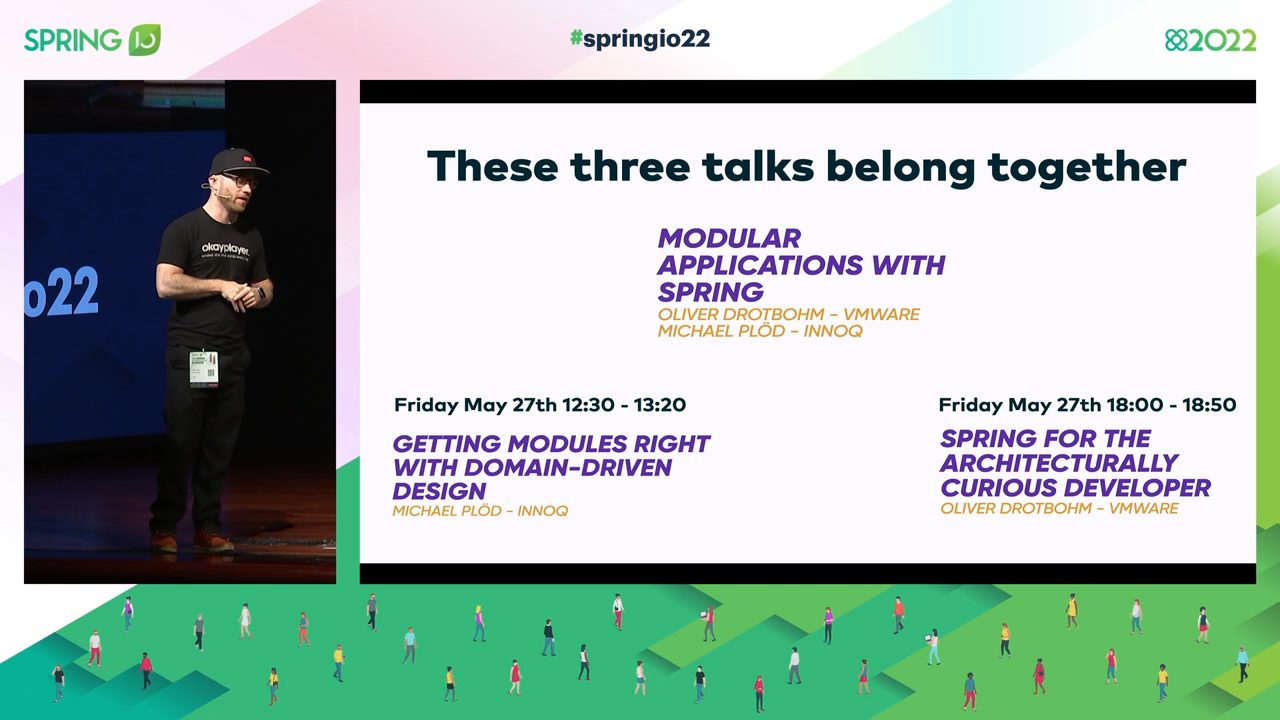 SPRING IO
#springio22
2022
okayplayer.
o22
These three talks belong together
MODULAR
APPLICATIONS WITH
SPRING
OLIVER DROTBOHM - VMWARE
MICHAEL PLÖD - INNOQ
Friday May 27th 12:30 - 13:20
GETTING MODULES RIGHT
WITH DOMAIN-DRIVEN
DESIGN
MICHAEL PLÖD - INNOQ
Friday May 27th 18:00 - 18:50
SPRING FOR THE
ARCHITECTURALLY
CURIOUS DEVELOPER
OLIVER DROTBOHM - VMWARE